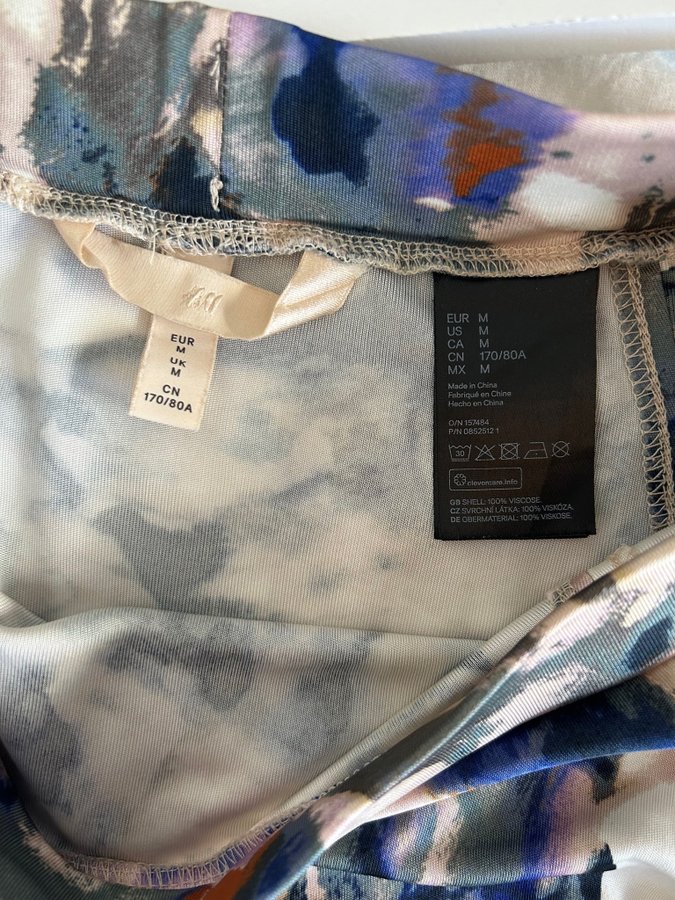 H&M
EUR
M
UK
M
CN
170/80A
EUR M
US M
CA M
CN 170/80A
MX M
Made in China
Fabriqué en Chine
Hecho en China
O/N 157484
P/N 0852512 1
30
clevercare.info
GB SHELL: 100% VISCOSE.
CZ SVRCHNÍ LÁTKA: 100% VISKÓZA.
DE OBERMATERIAL: 100% VISKOSE.